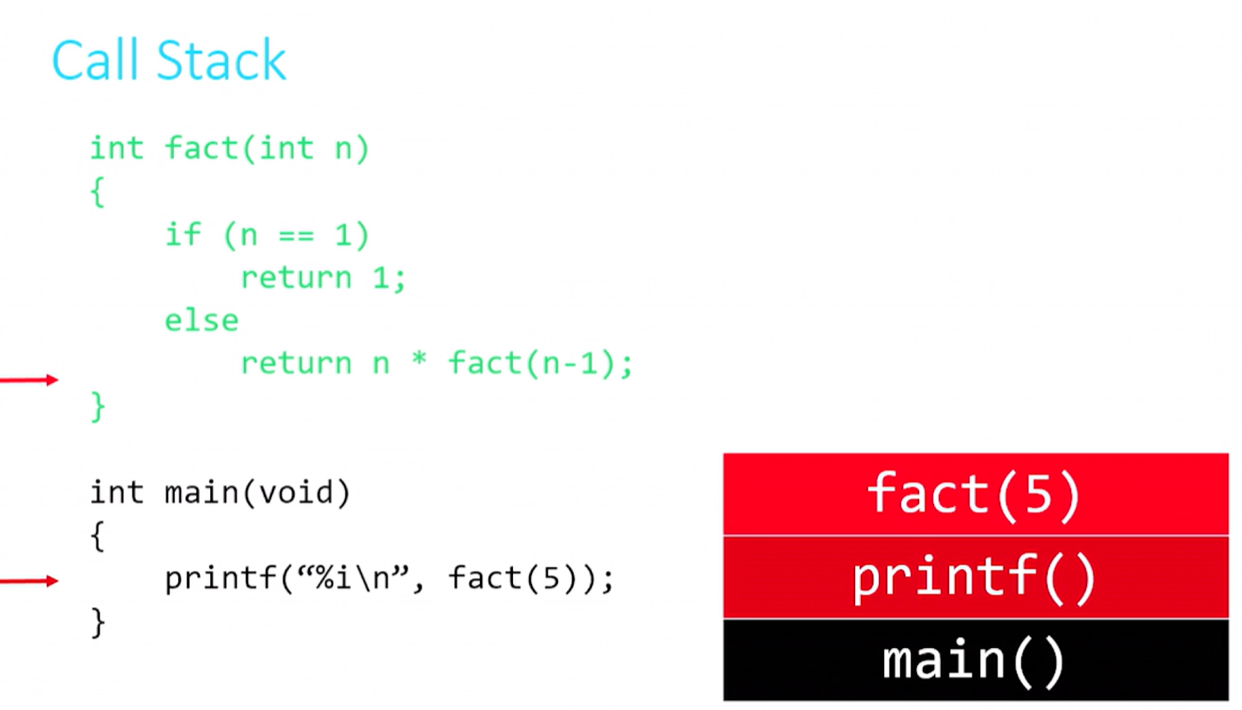 Call Stack
int fact(int n)
{
if (n == 1)
return 1;
else
return n * fact(n-1);
}
int main(void)
{
printf(“%i\n”, fact(5));
}
fact(5)
printf()
main()